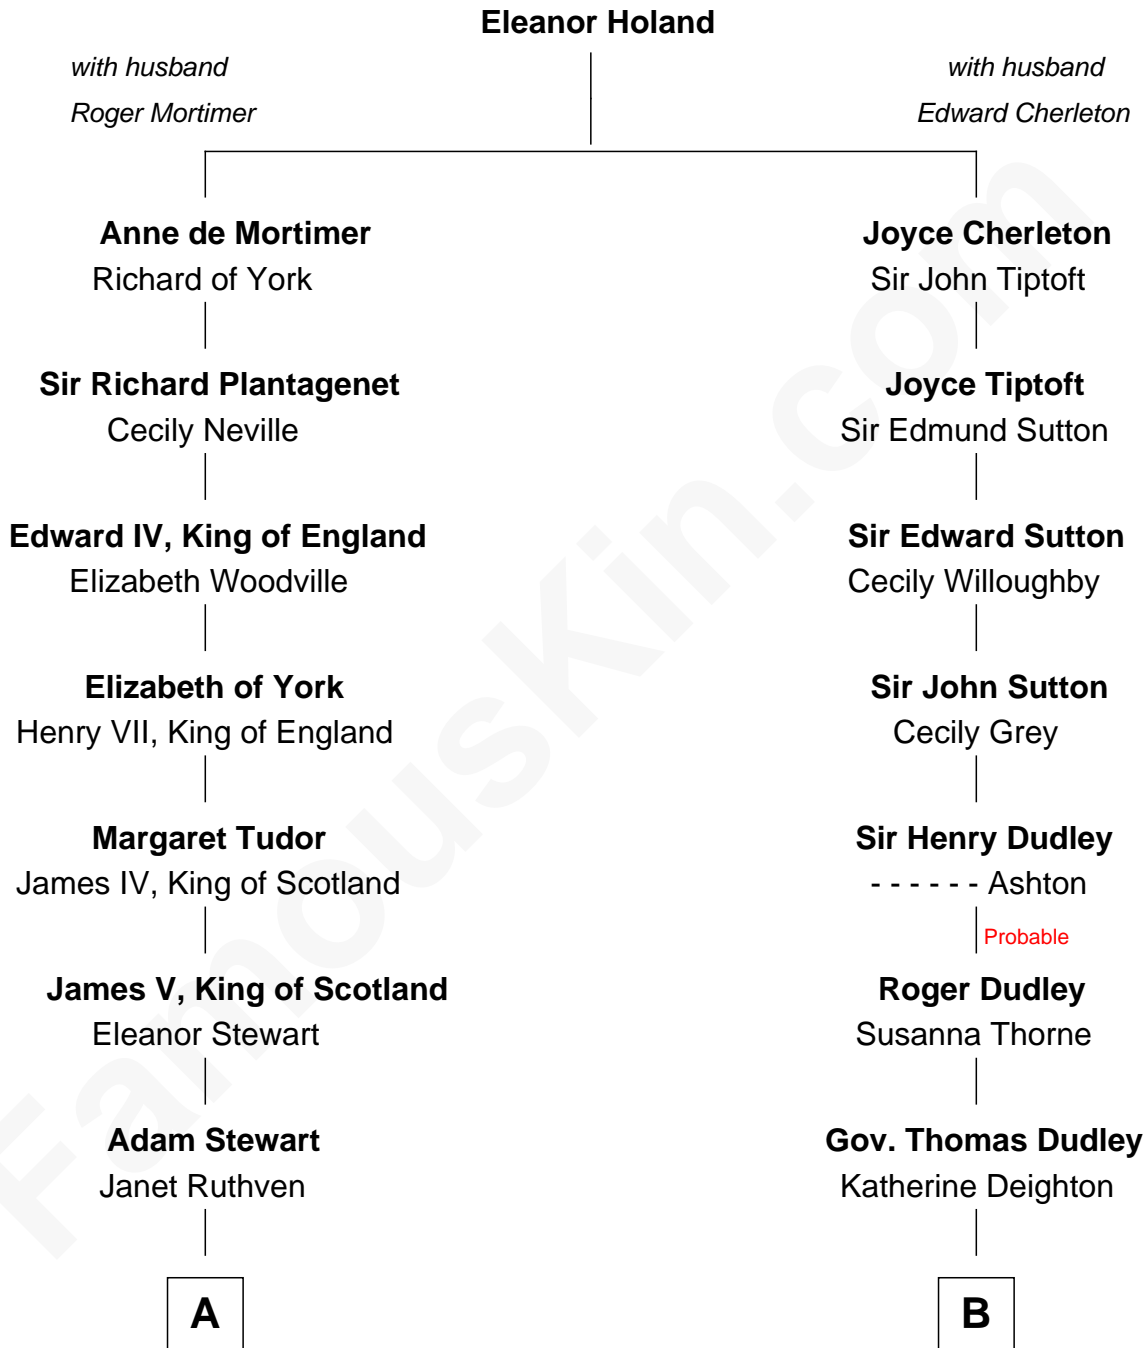 Eleanor Holand
with husband
Roger Mortimer
with husband
Edward Cherleton
Anne de Mortimer
Richard of York
Joyce Cherleton
Sir John Tiptoft
Sir Richard Plantagenet
Cecily Neville
Joyce Tiptoft
Sir Edmund Sutton
Edward IV, King of England
Elizabeth Woodville
Sir Edward Sutton
Cecily Willoughby
Elizabeth of York
Henry VII, King of England
Sir John Sutton
Cecily Grey
Margaret Tudor
James IV, King of Scotland
Sir Henry Dudley
- - - - - - Ashton
Probable
James V, King of Scotland
Eleanor Stewart
Roger Dudley
Susanna Thorne
Adam Stewart
Janet Ruthven
Gov. Thomas Dudley
Katherine Deighton
A
B
FamousKin.com